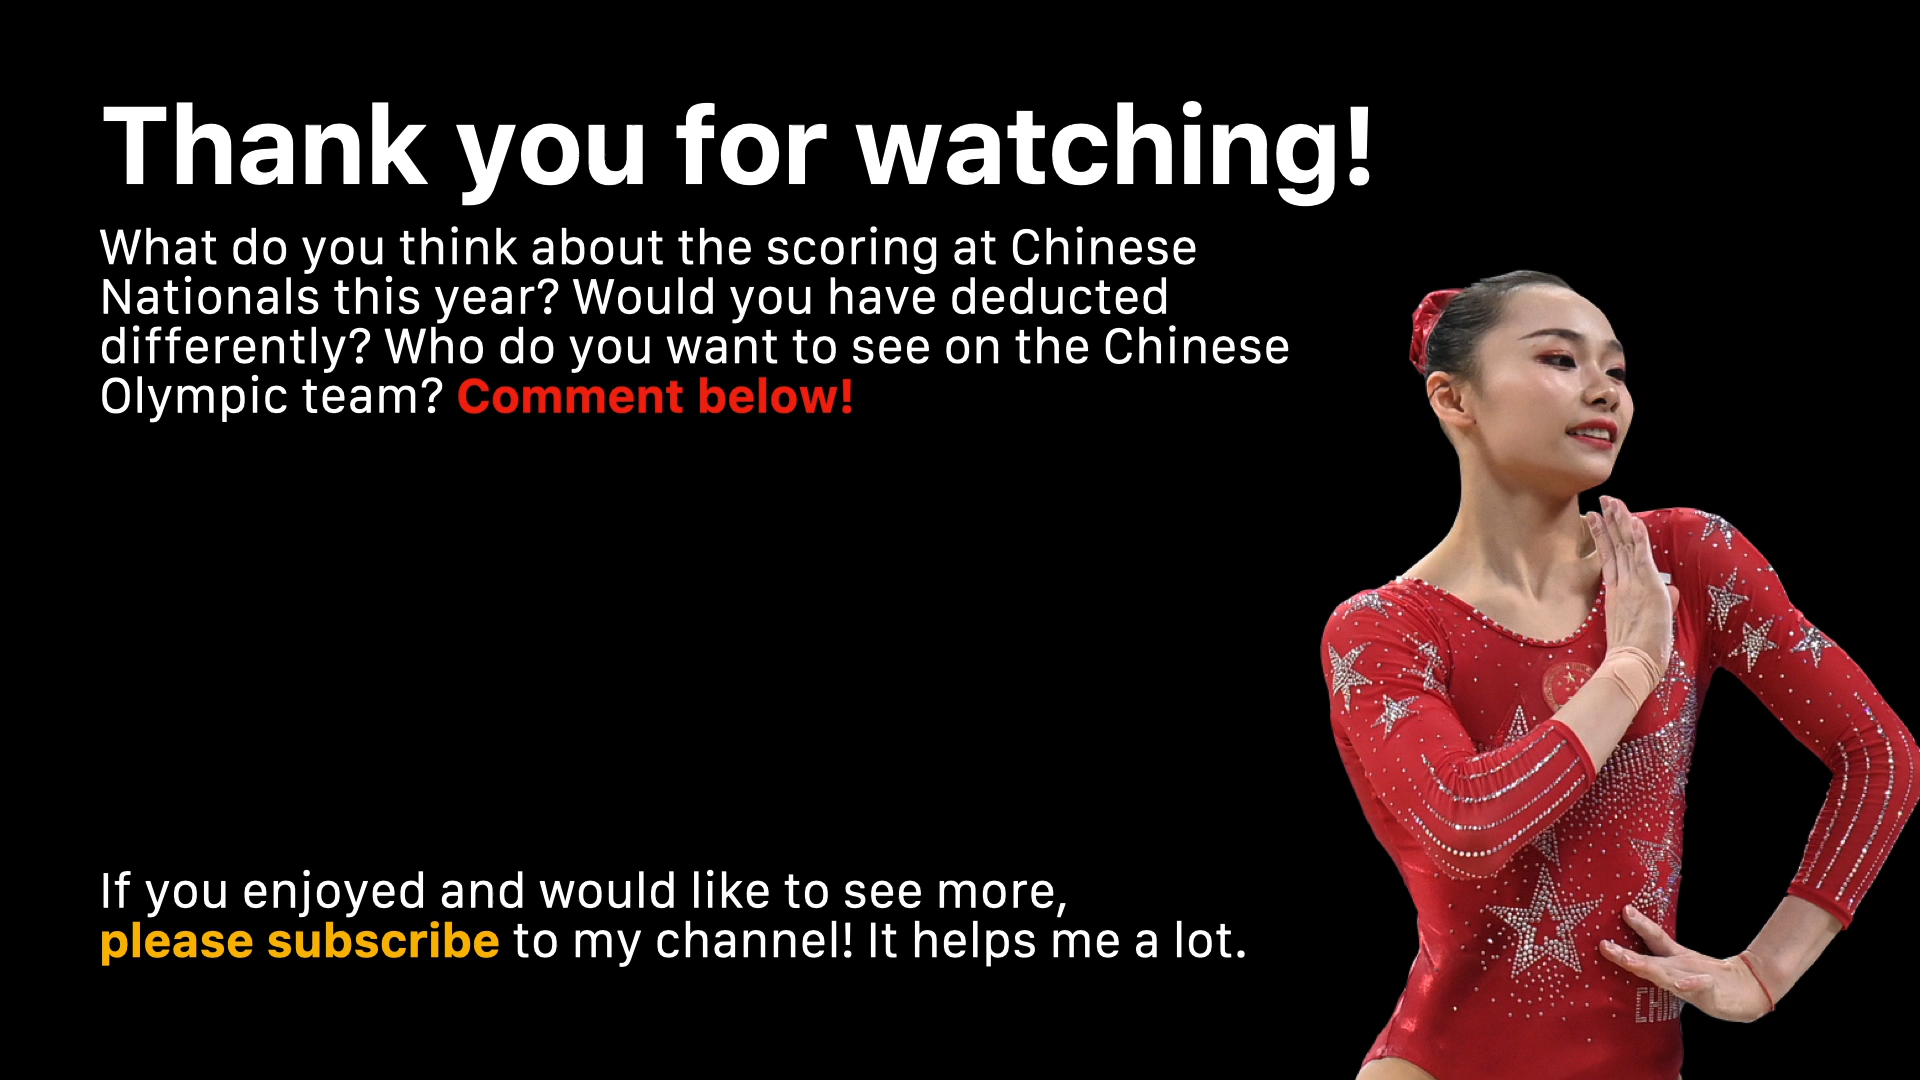 Thank you for watching!
What do you think about the scoring at Chinese
Nationals this year? Would you have deducted
differently? Who do you want to see on the Chinese
Olympic team? Comment below!
If you enjoyed and would like to see more,
please subscribe to my channel! It helps me a lot.